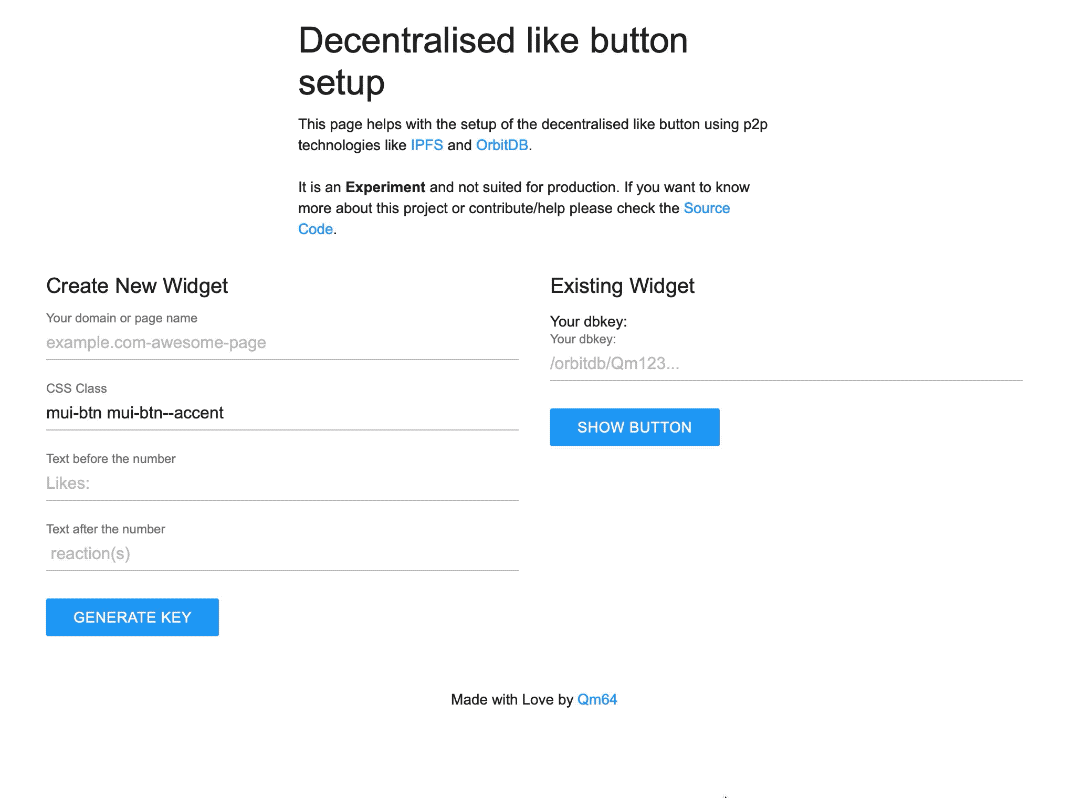 Decentralised like button
setup
This page helps with the setup of the decentralised like button using p2p
technologies like IPFS and OrbitDB.
It is an Experiment and not suited for production. If you want to know
more about this project or contribute/help please check the Source
Code.
Create New Widget
Your domain or page name
example.com-awesome-page
CSS Class
mui-btn mui-btn--accent
Text before the number
Likes:
Text after the number
reaction(s)
GENERATE KEY
Existing Widget
Your dbkey:
Your dbkey:
/orbitdb/Qm123...
SHOW BUTTON
Made with Love by Qm64